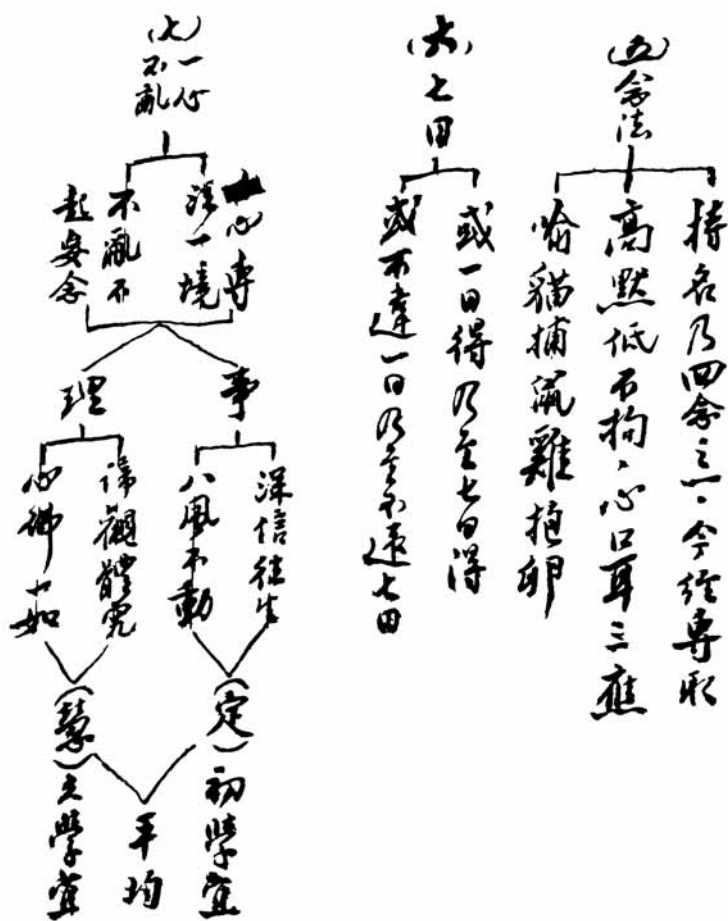 (五)念法
持名乃四念之一、今經專取
高默低不拘、心口耳三應
喻貓捕鼠雞抱卵
(六)七日
或一日得乃至七日得
或不違一日乃至不違七日
(七)一心
不亂
心專
注一境
不亂不
起妄念
事
深信往生
八風不動
理
諦觀體究
心佛一如
(定)初學宜
平均
(慧)久學宜